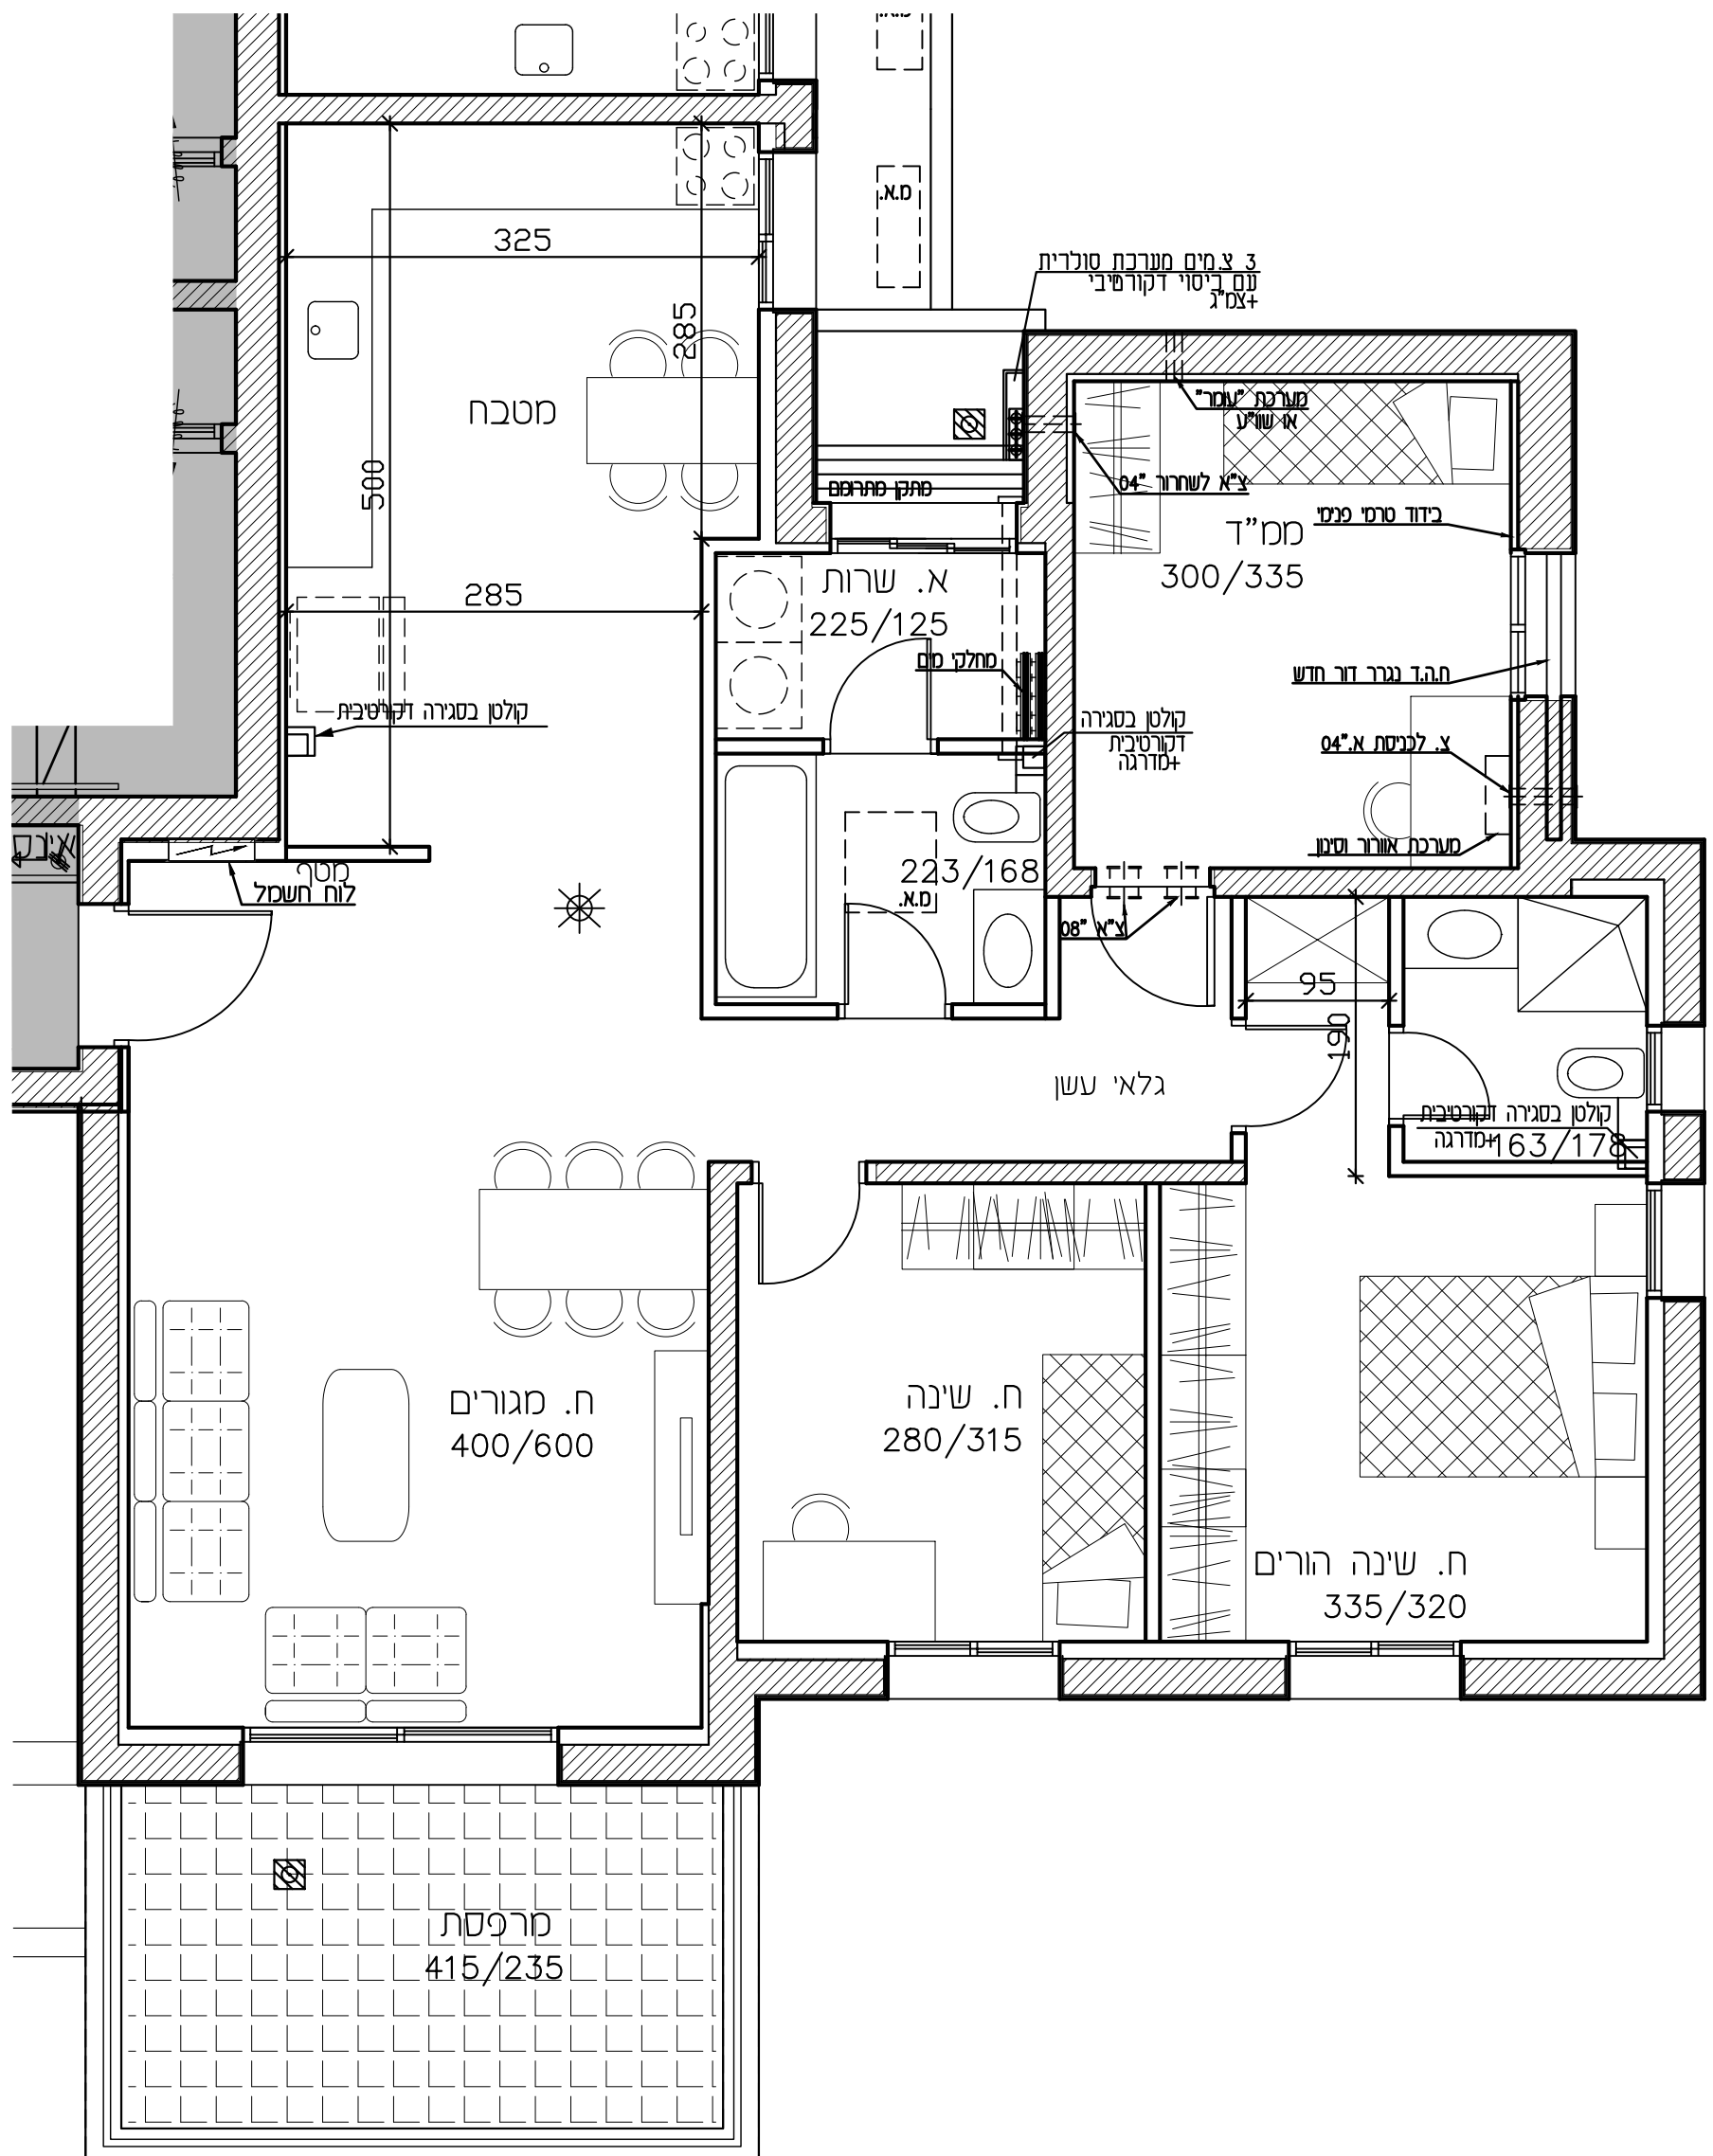 מ.א.
325
285
3 צ.מים מערכת סולרית
עם כיסוי דקורטיבי
+צמ"ג
מטבח
500
מערכת "עומר"
או שוו"ע
צ"א לשחרור "04
מתקן מתרומם
ממ"ד
300/335
בידוד טרמי פנימי
א. שרות
225/125
285
מחלקי מים
ח.ה.ד נגרר דור חדש
קולטן בסגירה דקורטיבית
קולטן בסגירה
דקורטיבית
+מדרגה
צ. לכניסת א."04
מערכת אוורור וסינון
מטף
לוח חשמל
223/168
מ.א.
צ"א "08
95
190
גלאי עשן
קולטן בסגירה דקורטיבית
+מדרגה
163/178
ח. מגורים
400/600
ח. שינה
280/315
ח. שינה הורים
335/320
מרפסת
415/235